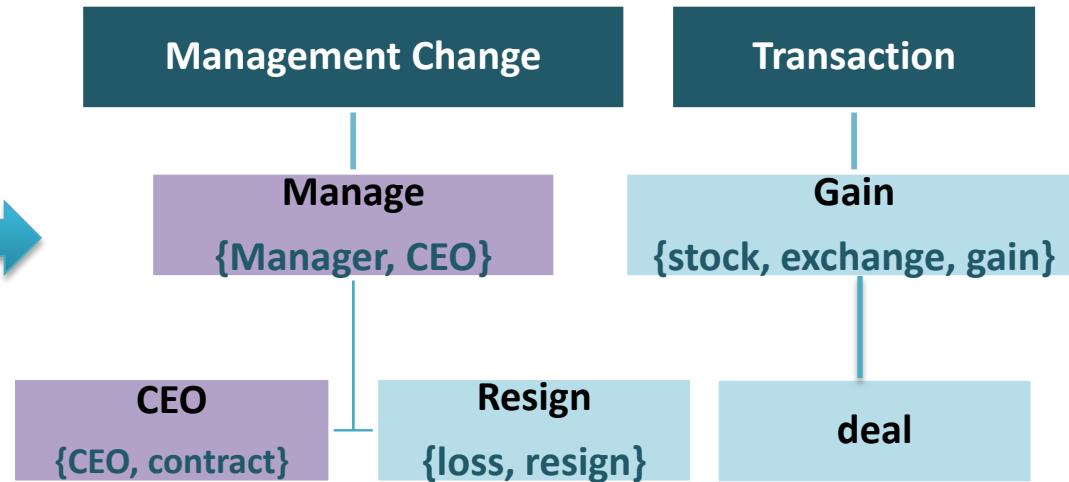 Management Change
Transaction
Manage
{Manager, CEO}
Gain
{stock, exchange, gain}
CEO
{CEO, contract}
Resign
{loss, resign}
deal